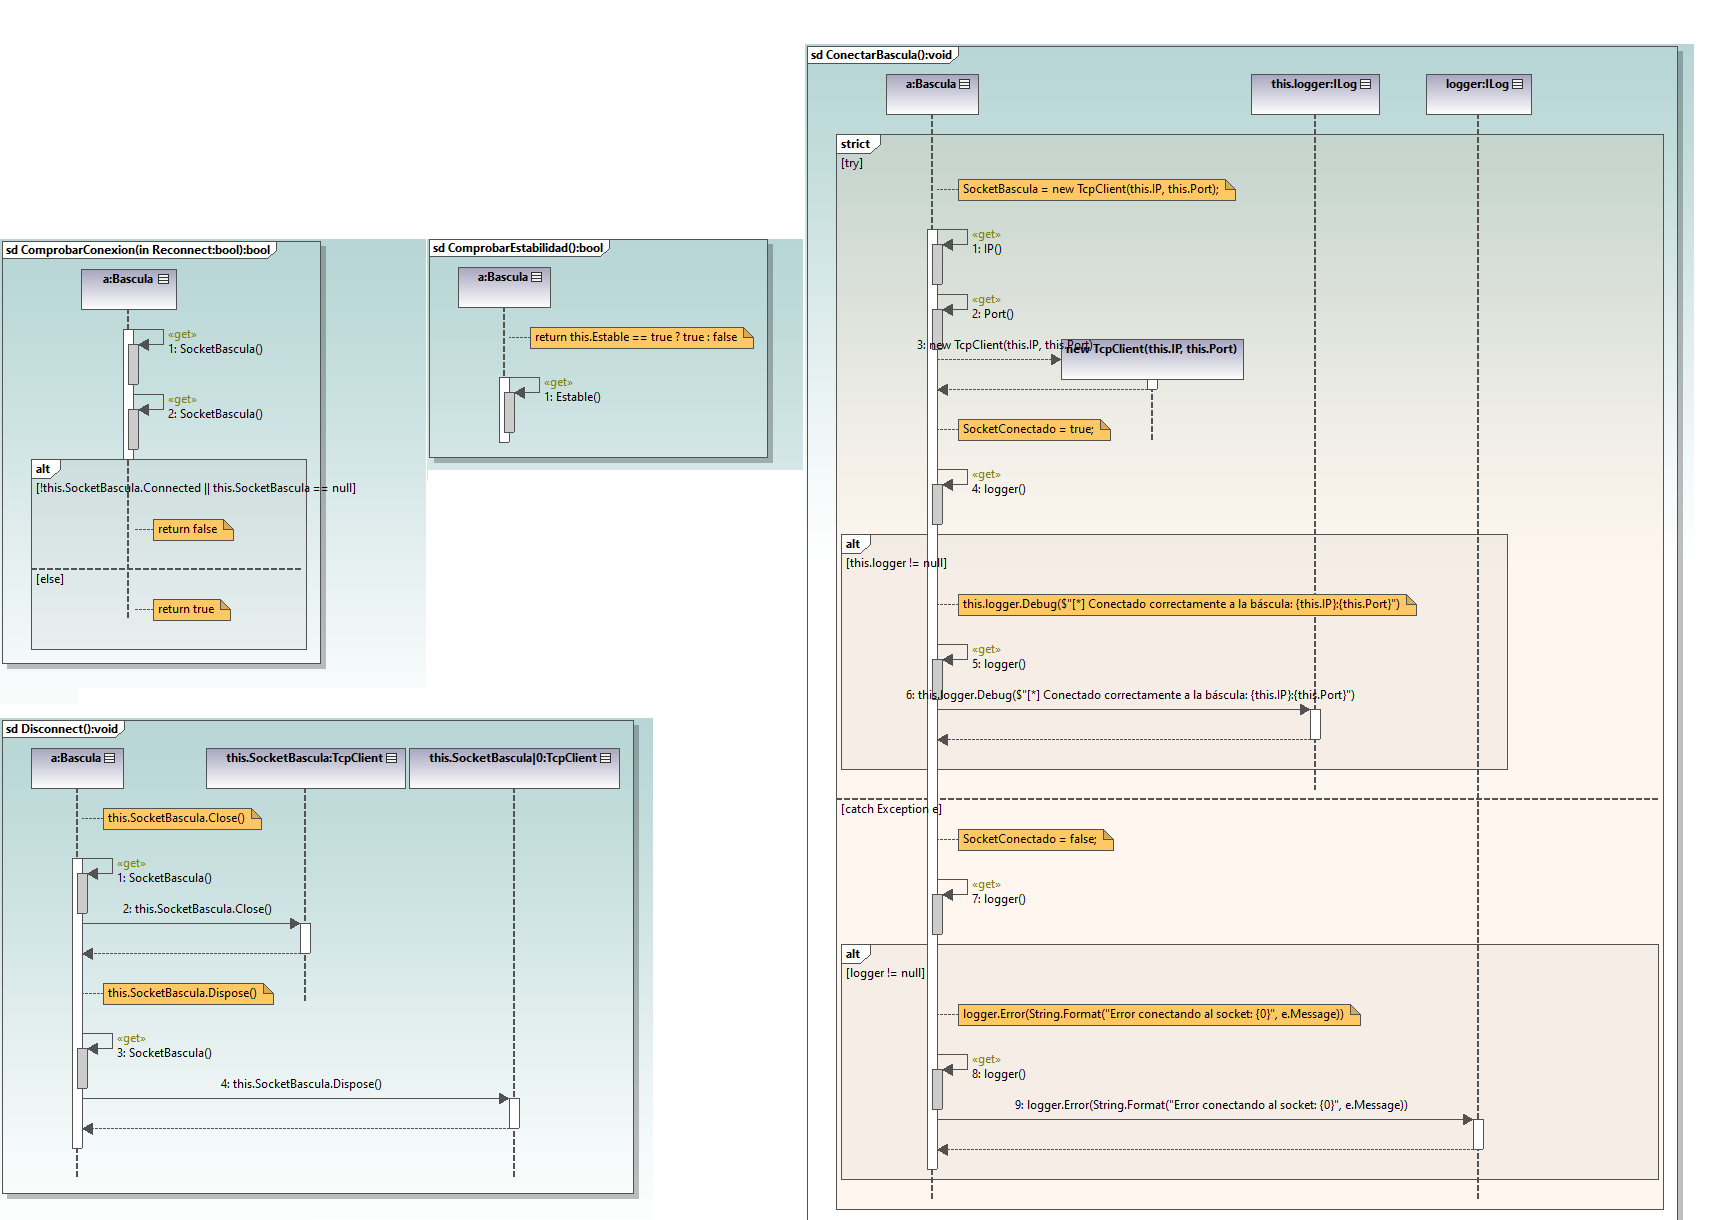 sd ComprobarConexion(in Reconnect:bool):bool
a:Bascula
«get»
1: SocketBascula()
«get»
2: SocketBascula()
alt
[!this.SocketBascula.Connected || this.SocketBascula == null]
return false
[else]
return true
sd ComprobarEstabilidad():bool
a:Bascula
return this.Estable == true ? true : false
«get»
1: Estable()
sd Disconnect():void
a:Bascula
this.SocketBascula:TcpClient
this.SocketBascula|0:TcpClient
this.SocketBascula.Close()
«get»
1: SocketBascula()
2: this.SocketBascula.Close()
this.SocketBascula.Dispose()
«get»
3: SocketBascula()
4: this.SocketBascula.Dispose()
sd ConectarBascula():void
a:Bascula
this.logger:ILog
logger:ILog
strict
[try]
SocketBascula = new TcpClient(this.IP, this.Port);
«get»
1: IP()
«get»
2: Port()
3: new TcpClient(this.IP, this.Port)
new TcpClient(this.IP, this.Port)
SocketConectado = true;
«get»
4: logger()
alt
[this.logger != null]
this.logger.Debug($"[*] Conectado correctamente a la báscula: {this.IP}:{this.Port}")
«get»
5: logger()
6: this.logger.Debug($"[*] Conectado correctamente a la báscula: {this.IP}:{this.Port}")
[catch Exception e]
SocketConectado = false;
«get»
7: logger()
alt
[logger != null]
logger.Error(String.Format("Error conectando al socket: {0}", e.Message))
«get»
8: logger()
9: logger.Error(String.Format("Error conectando al socket: {0}", e.Message))